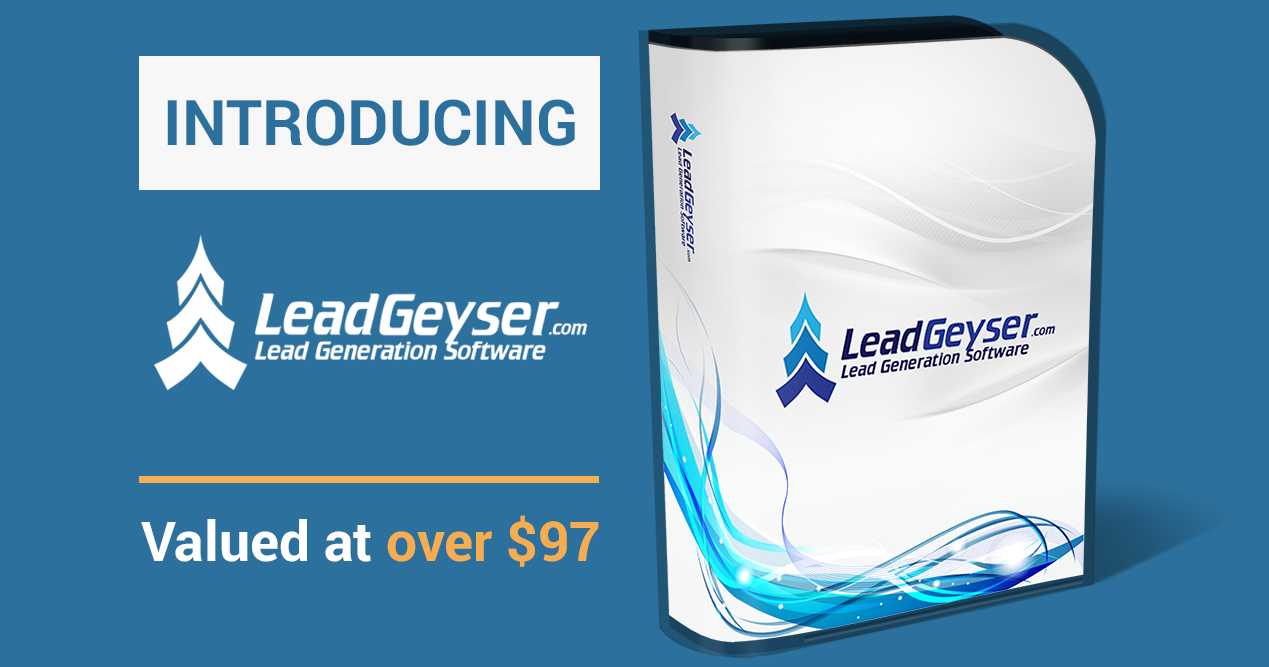 INTRODUCING
LeadGeyser.com
Lead Generation Software
Valued at over $97
LeadGeyser.com
Lead Generation Software
LeadGeyser.com
Lead Generation Software